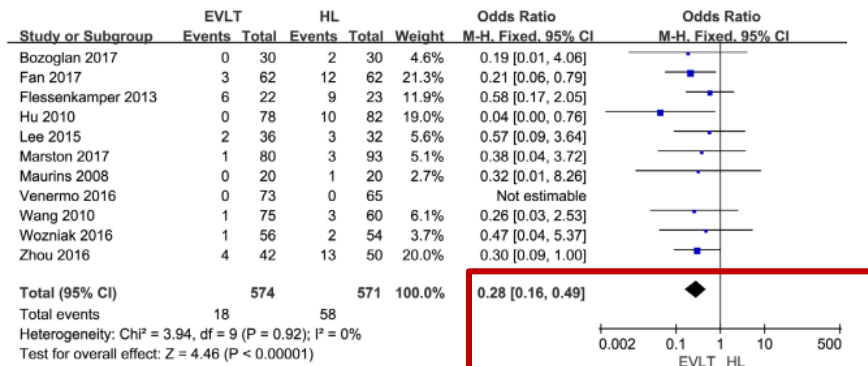 EVLT HL Odds Ratio Odds Ratio
Study or Subgroup Events Total Events Total Weight M-H. Fixed. 95% CI M-H. Fixed. 95% CI
Bozoglan 2017 0 30 2 30 4.6% 0.19 [0.01, 4.06]
Fan 2017 3 62 12 62 21.3% 0.21 [0.06, 0.79]
Flessenkamper 2013 6 22 9 23 11.9% 0.58 [0.17, 2.05]
Hu 2010 0 78 10 82 19.0% 0.04 [0.00, 0.76]
Lee 2015 2 36 3 32 5.6% 0.57 [0.09, 3.64]
Marston 2017 1 80 3 93 5.1% 0.38 [0.04, 3.72]
Maurins 2008 0 20 1 20 2.7% 0.32 [0.01, 8.26]
Venermo 2016 0 73 0 65 Not estimable
Wang 2010 1 75 3 60 6.1% 0.26 [0.03, 2.53]
Wozniak 2016 1 56 2 54 3.7% 0.47 [0.04, 5.37]
Zhou 2016 4 42 13 50 20.0% 0.30 [0.09, 1.00]
Total (95% CI) 574 571 100.0% 0.28 [0.16, 0.49]
Total events 18 58
Heterogeneity: Chi² = 3.94, df = 9 (P = 0.92); I² = 0%
Test for overall effect: Z = 4.46 (P < 0.00001)
0.002 0.1 1 10 500
EVLT HL